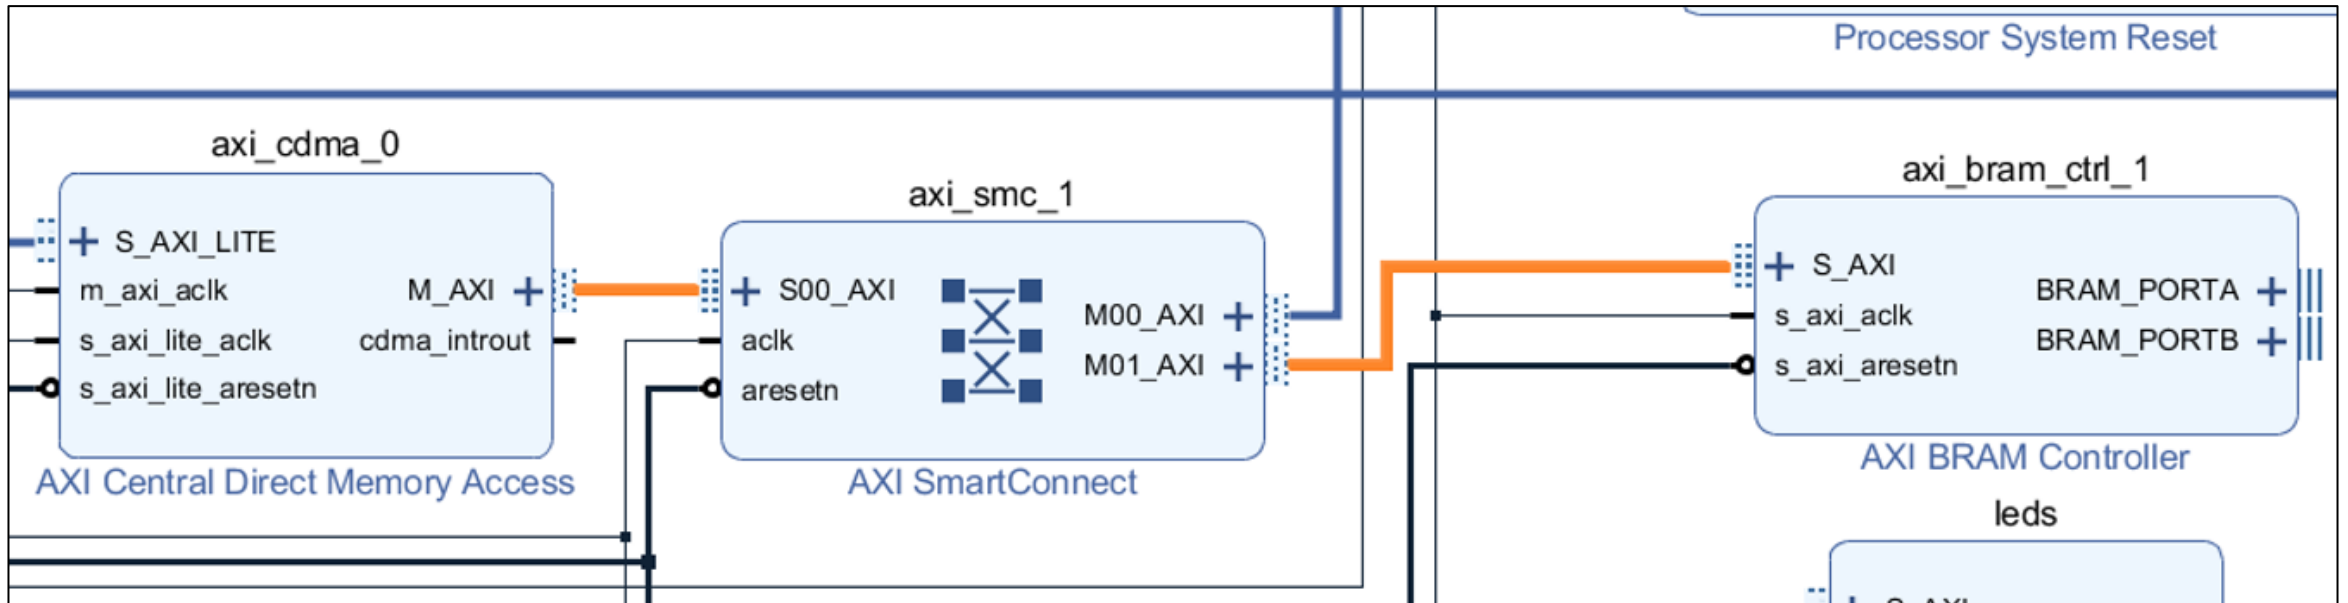 Processor System Reset
axi_cdma_0
S_AXI_LITE
m_axi_aclk
M_AXI
s_axi_lite_aclk
cdma_introut
s_axi_lite_aresetn
AXI Central Direct Memory Access
axi_smc_1
S00_AXI
aclk
aresetn
M00_AXI
M01_AXI
AXI SmartConnect
axi_bram_ctrl_1
S_AXI
s_axi_aclk
s_axi_aresetn
BRAM_PORTA
BRAM_PORTB
AXI BRAM Controller
leds
S_AXI